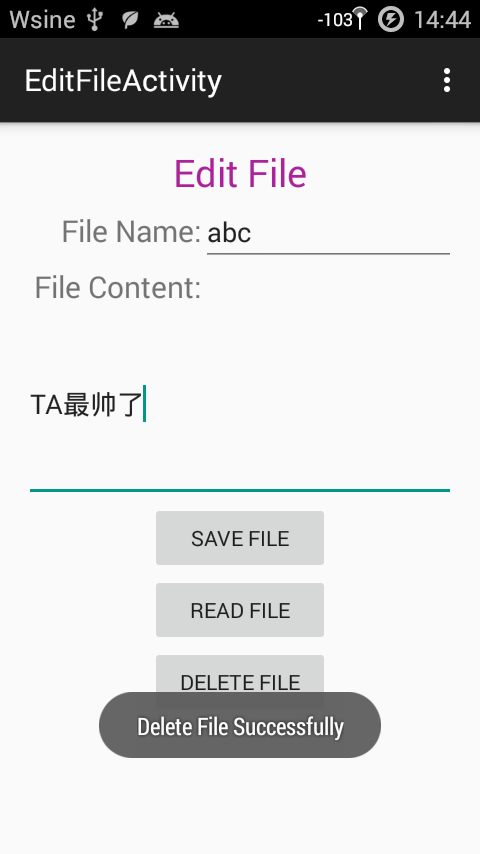 Wsine -103 14:44
EditFileActivity
Edit File
File Name: abc
File Content:
TA最帅了
SAVE FILE
READ FILE
DELETE FILE
Delete File Successfully